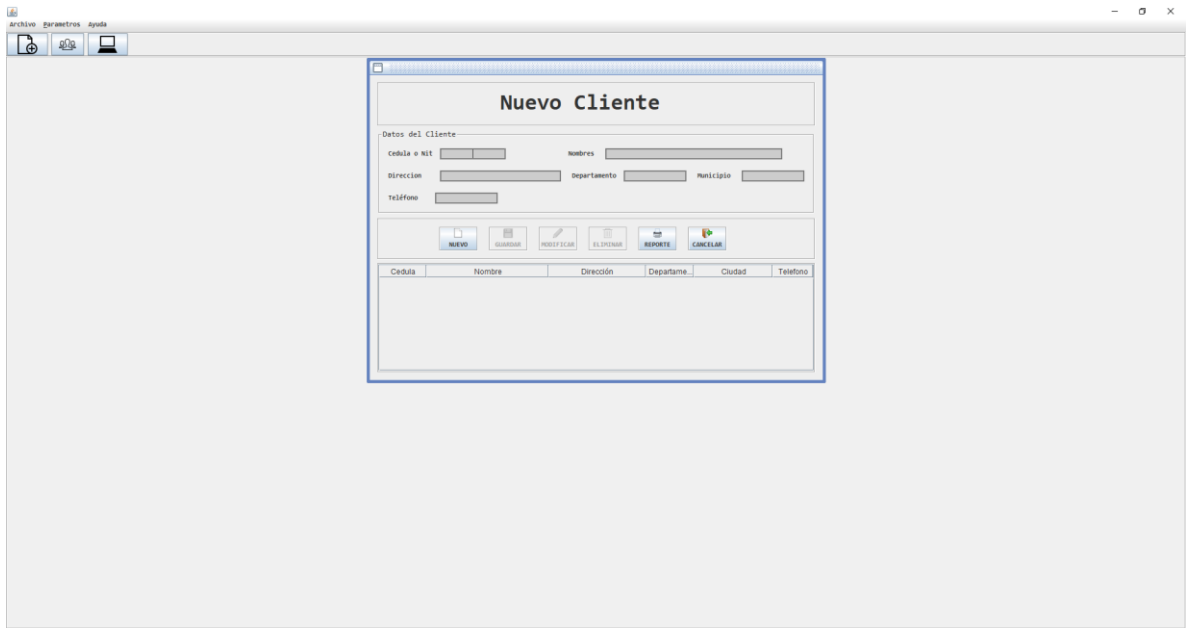 Archivo Parametros Ayuda
Nuevo Cliente
Datos del Cliente
Cedula o Nit Nombres
Direccion Departamento Municipio
Teléfono
NUEVO GUARDAR MODIFICAR ELIMINAR REPORTE CANCELAR
Cedula Nombre Dirección Departame... Ciudad Telefono